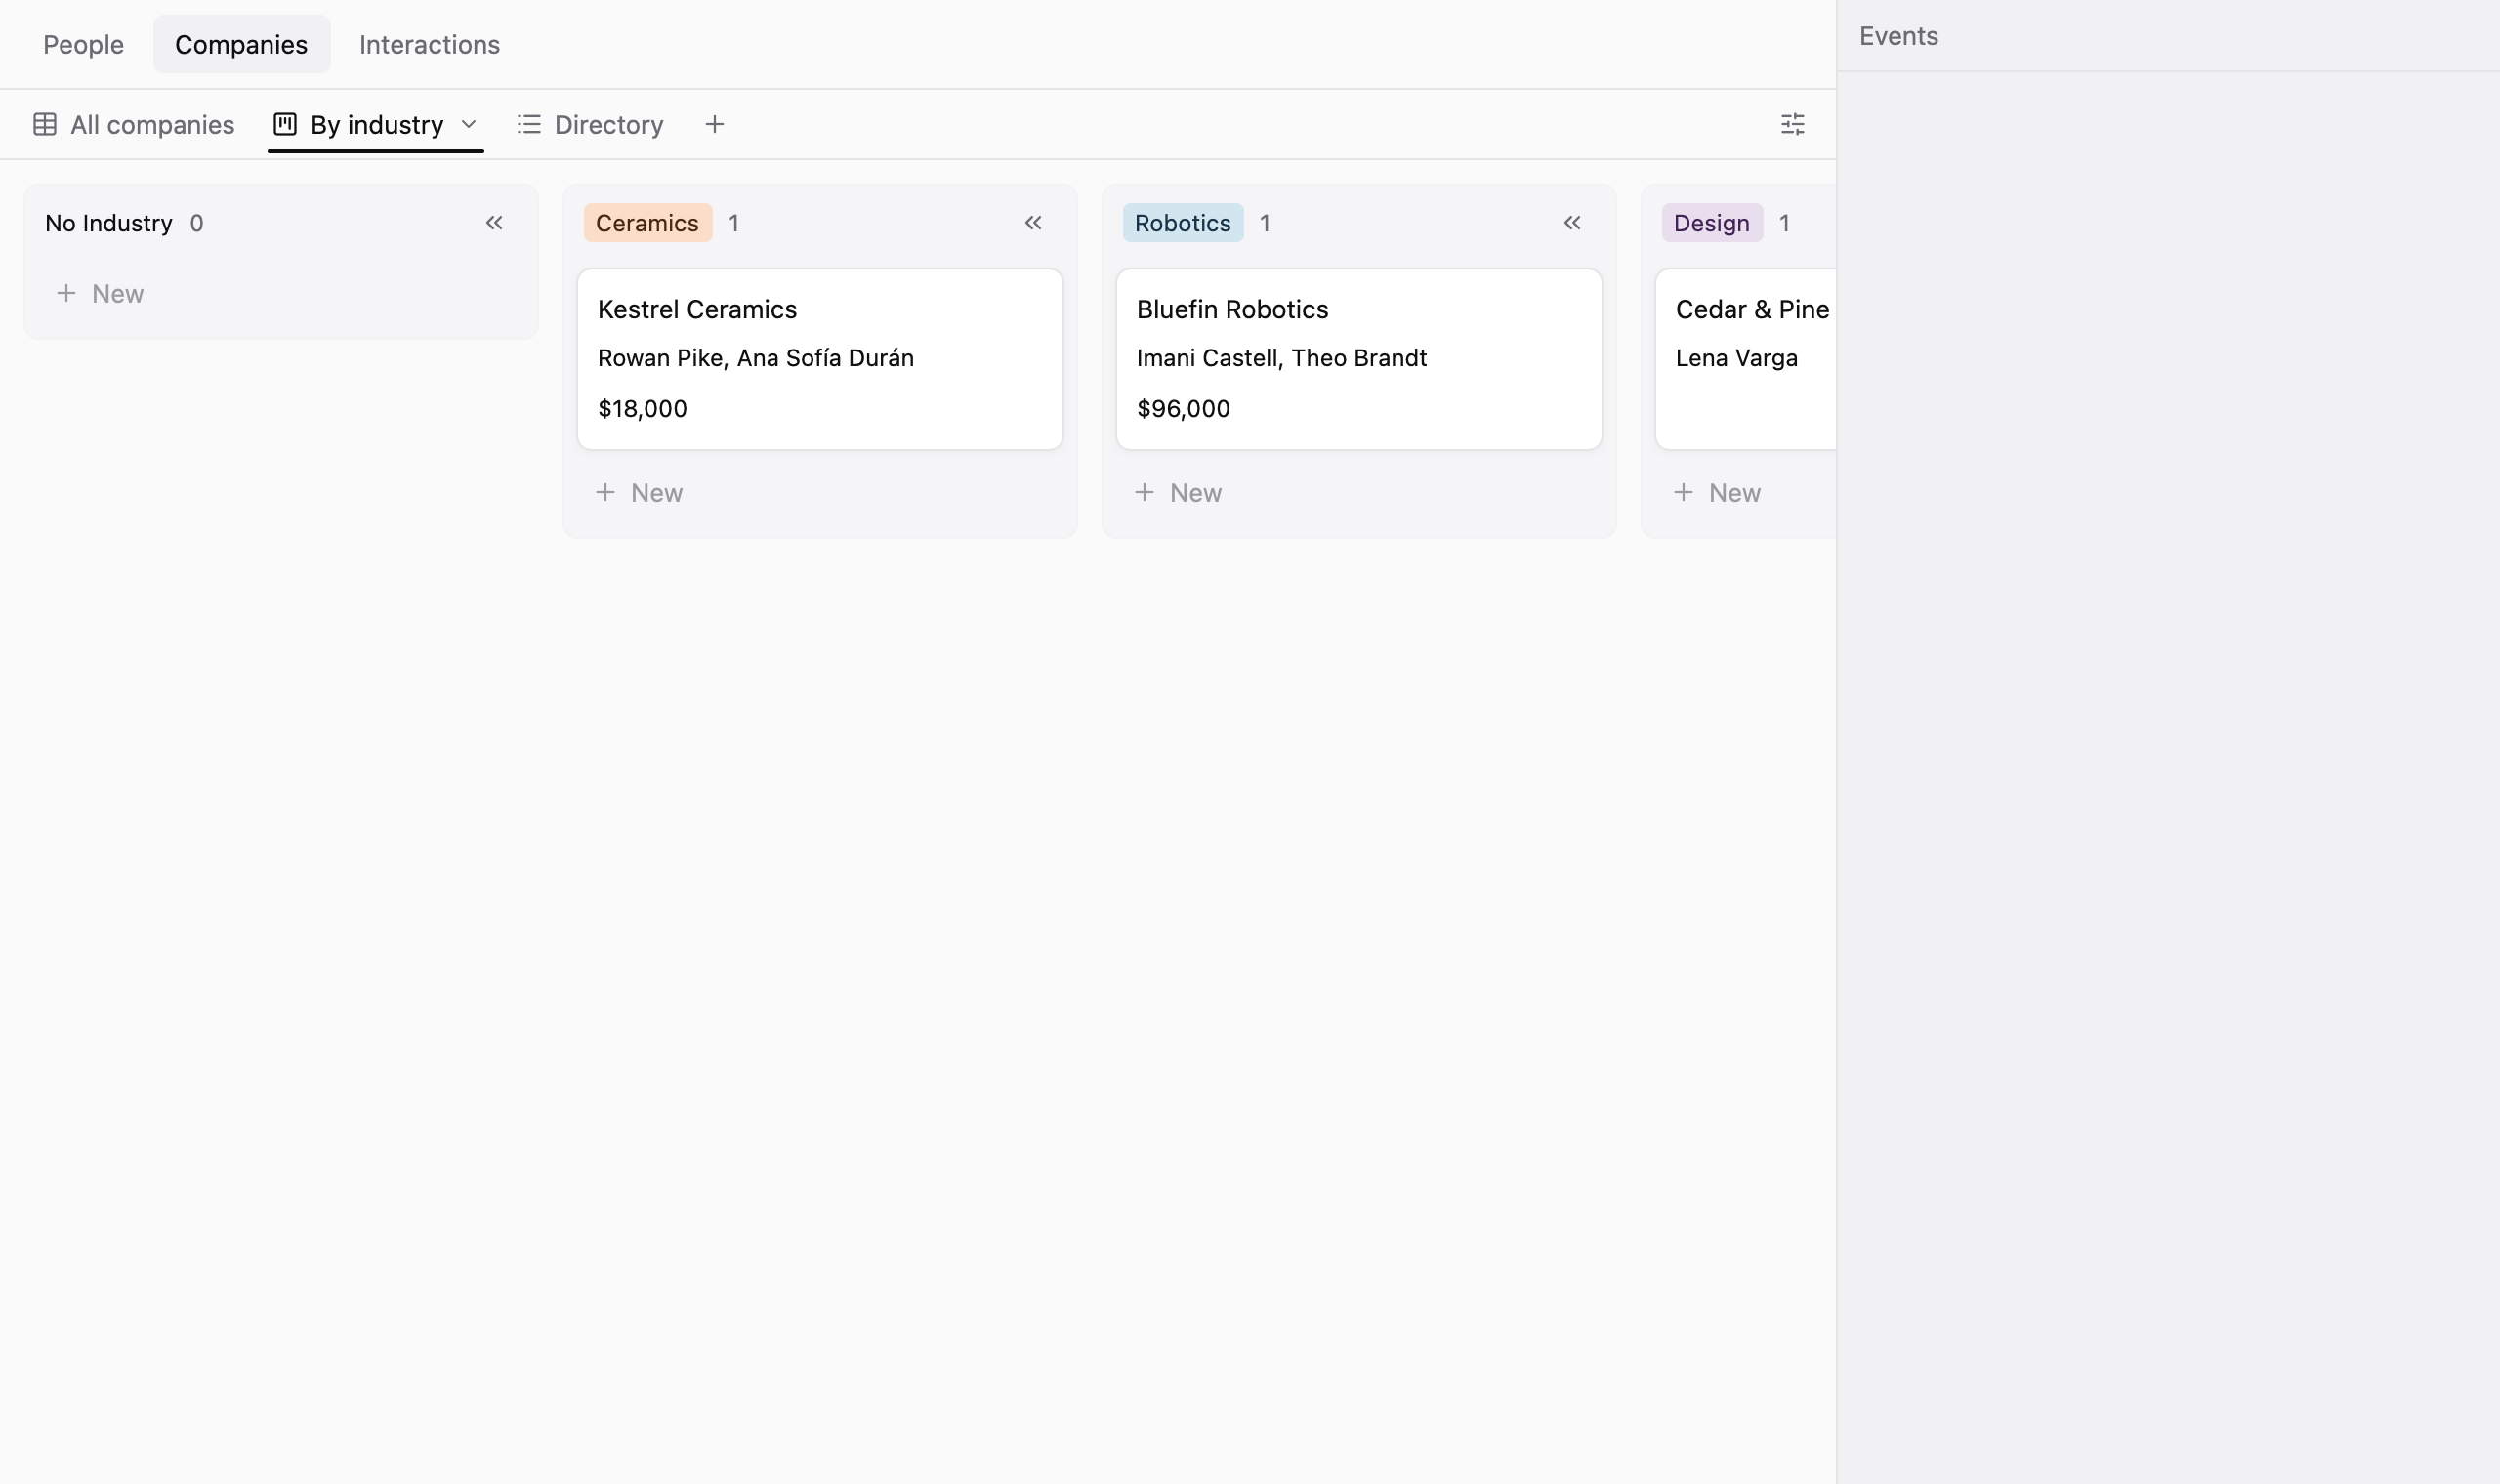 People Companies Interactions
Events
All companies By industry Directory
No Industry 0
New
Ceramics 1
Kestrel Ceramics
Rowan Pike, Ana Sofía Durán
$18,000
New
Robotics 1
Bluefin Robotics
Imani Castell, Theo Brandt
$96,000
New
Design 1
Cedar & Pine
Lena Varga
New